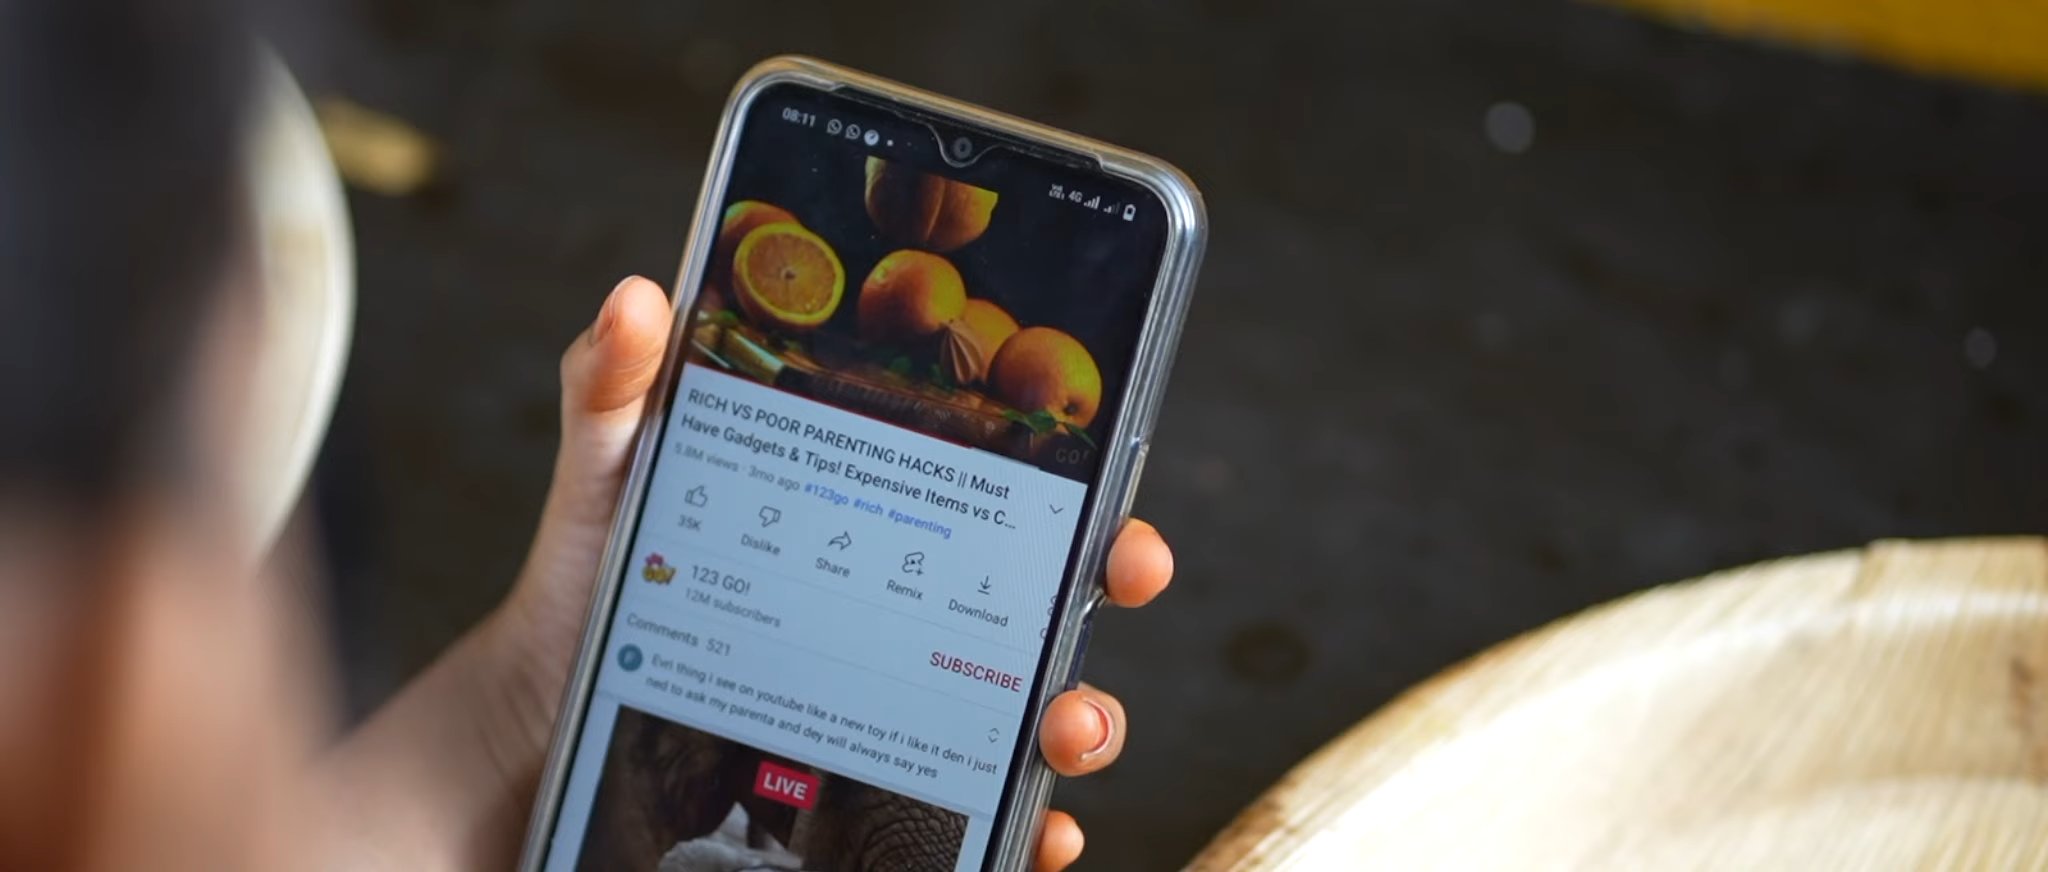 08:11
4G
GO!
RICH VS POOR PARENTING HACKS || Must
Have Gadgets & Tips! Expensive Items vs C...
5.8M views · 3mo ago #123go #rich #parenting
35K
Dislike
Share
Remix
Download
123 GO!
12M subscribers
SUBSCRIBE
Comments 521
Evri thing i see on youtube like a new toy if i like it den i just
ned to ask my parenta and dey will always say yes
LIVE